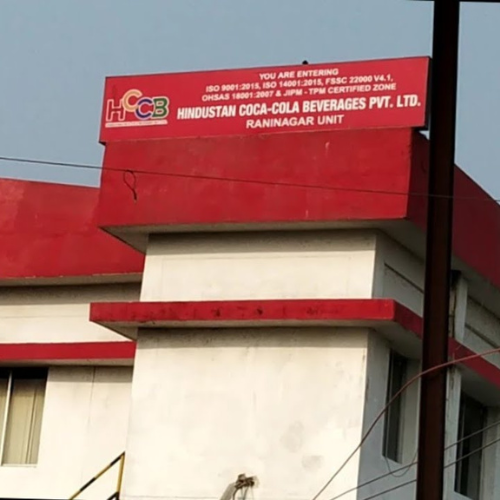 YOU ARE ENTERING
ISO 9001:2015, ISO 14001:2015, FSSC 22000 V4.1,
OHSAS 18001:2007 & JIPM - TPM CERTIFIED ZONE
HCCB
HINDUSTAN COCA-COLA BEVERAGES PVT. LTD.
RANINAGAR UNIT